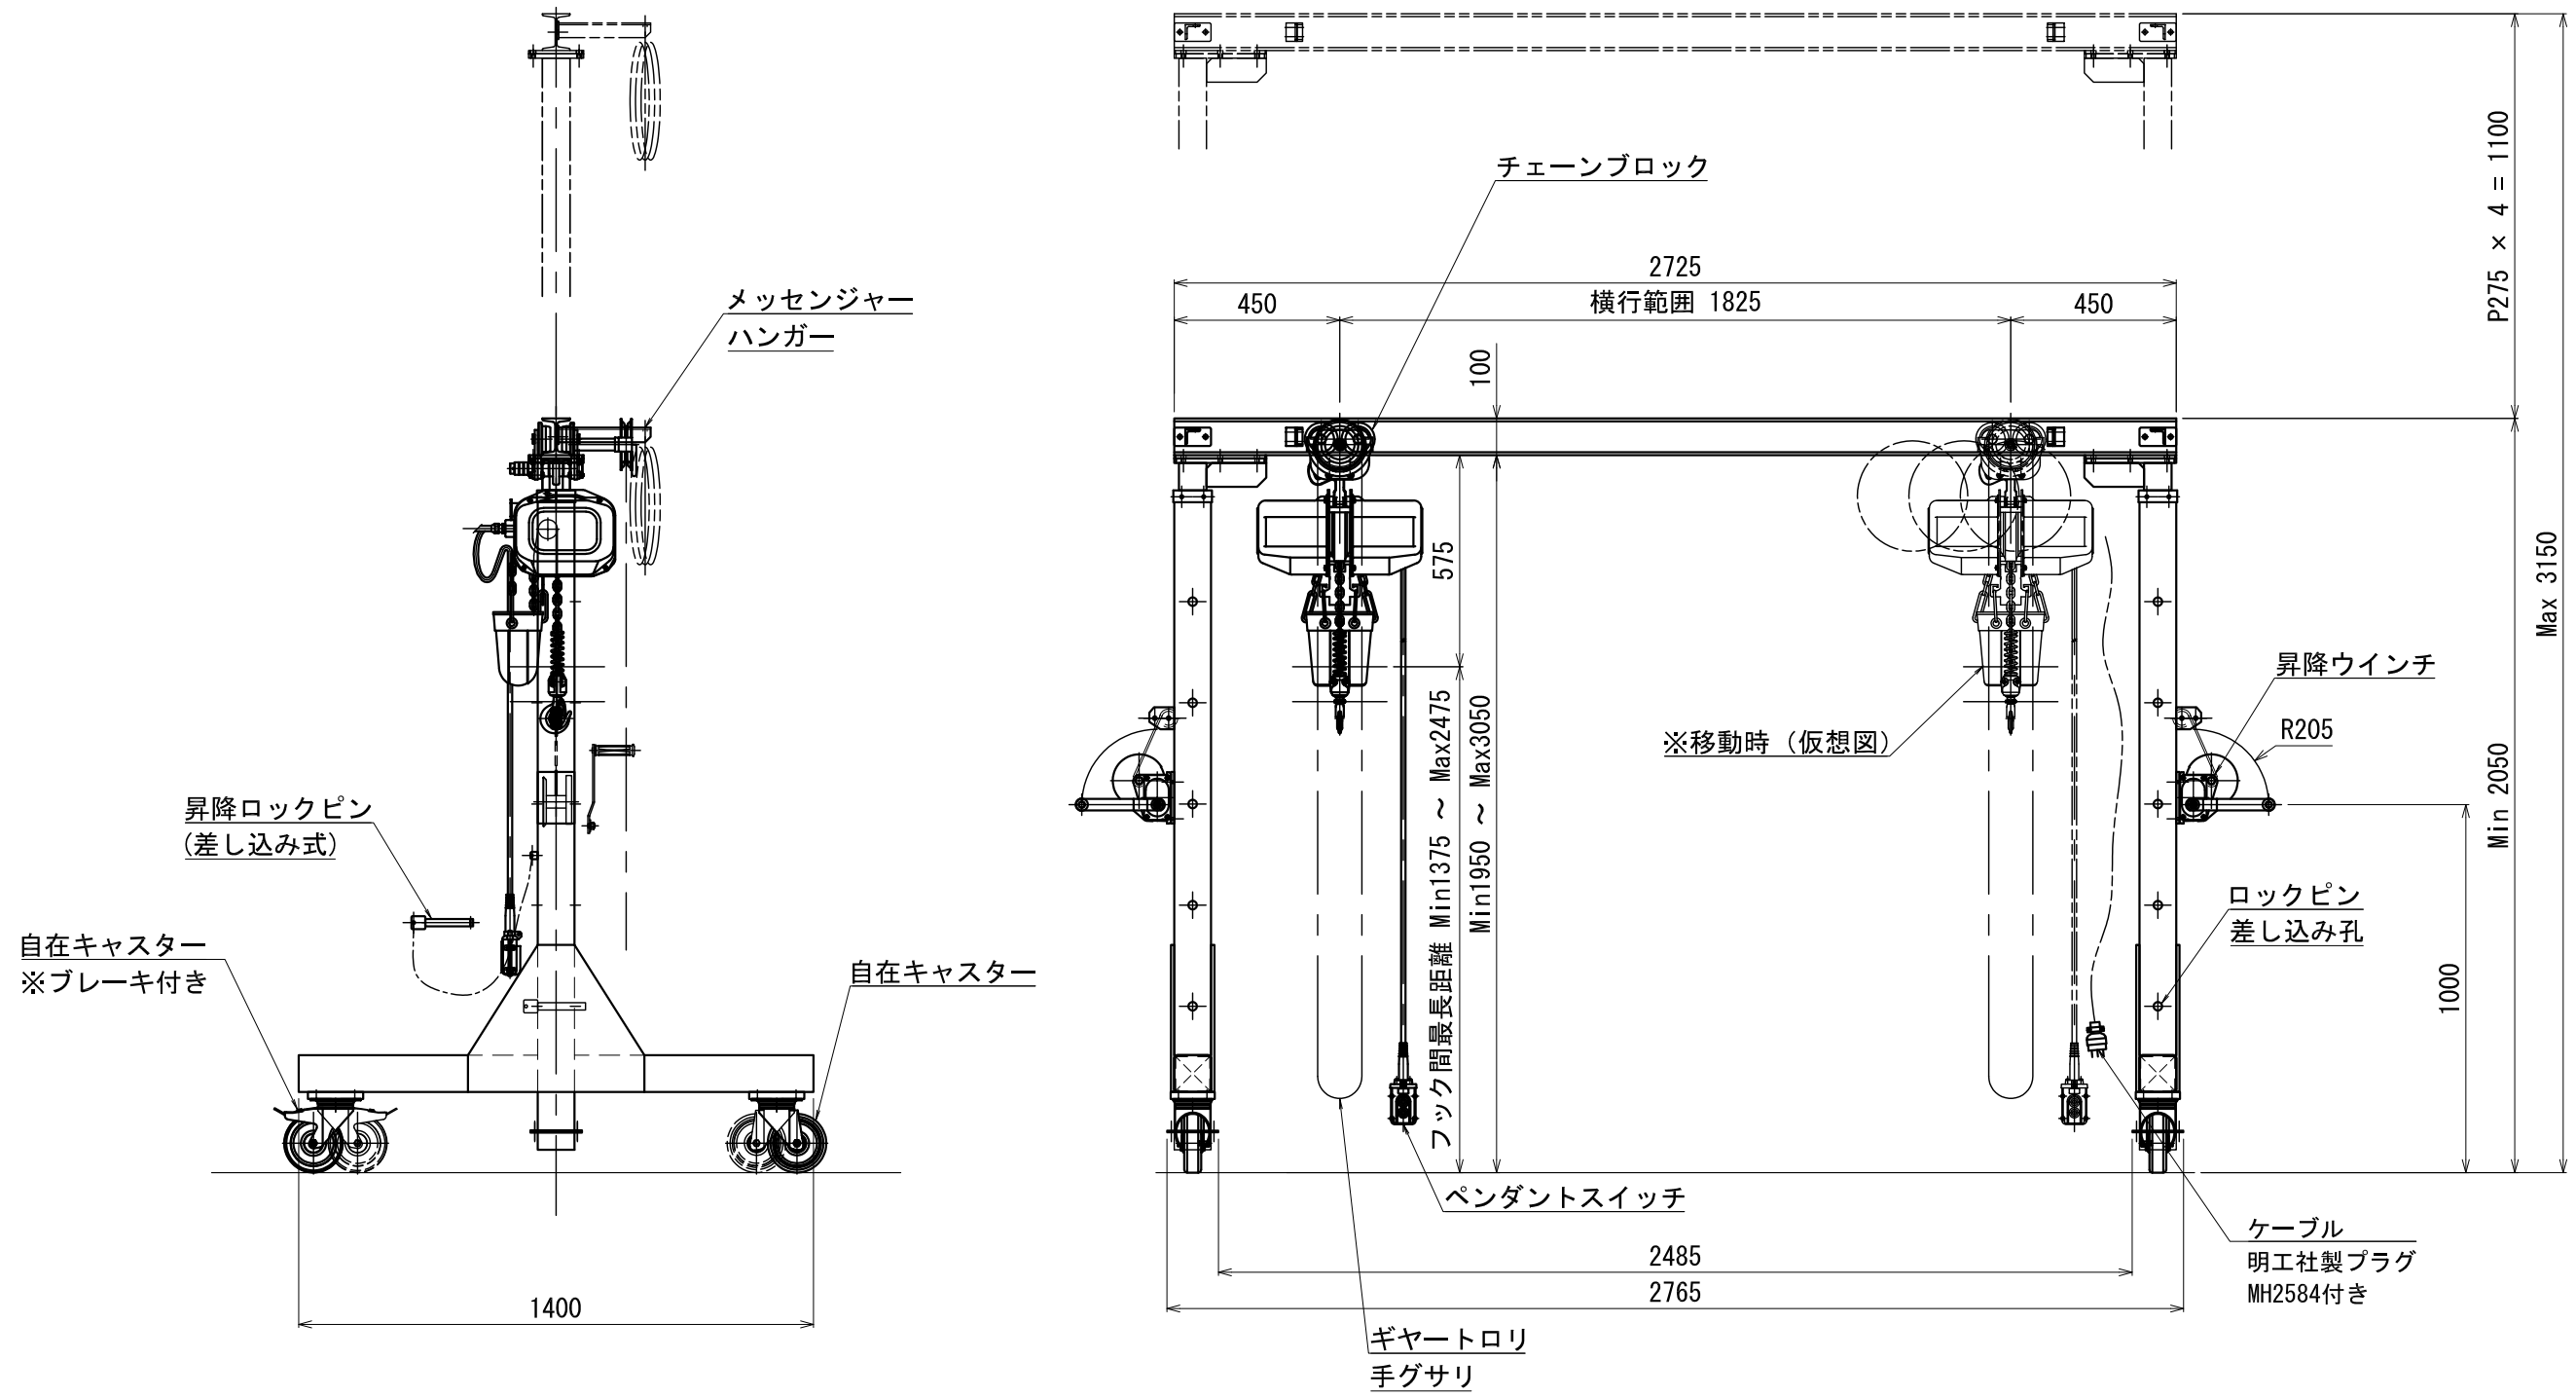 メッセンジャー
ハンガー
昇降ロックピン
(差し込み式)
自在キャスター
※ブレーキ付き
自在キャスター
1400
チェーンブロック
2725
450
横行範囲 1825
450
100
575
フック間最長距離 Min1375 ～ Max2475
Min1950 ～ Max3050
※移動時（仮想図）
昇降ウインチ
R205
ロックピン
差し込み孔
1000
P275 × 4 = 1100
Min 2050
Max 3150
ペンダントスイッチ
2485
2765
ギヤートロリ
手グサリ
ケーブル
明工社製プラグ
MH2584付き